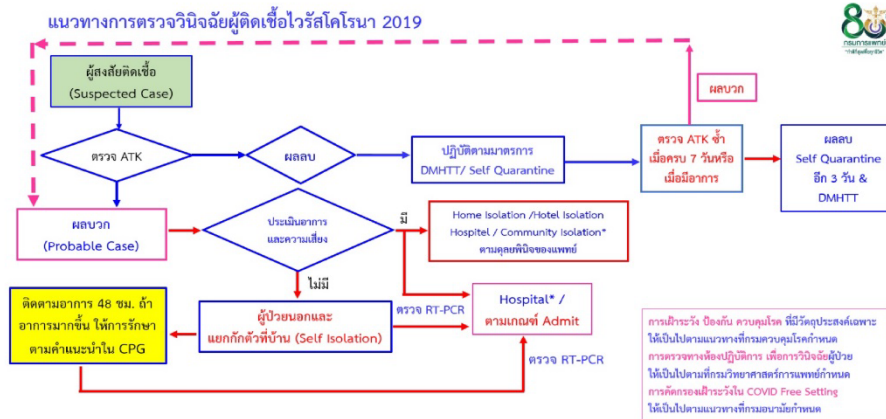 แนวทางการตรวจวินิจฉัยผู้ติดเชื้อไวรัสโคโรนา 2019
กรมการแพทย์
ผู้สงสัยติดเชื้อ
(Suspected Case)
ผลบวก
ตรวจ ATK
ผลลบ
ปฏิบัติตามมาตรการ
DMHTT/ Self Quarantine
ตรวจ ATK ซ้ำ
เมื่อครบ 7 วันหรือ
เมื่อมีอาการ
ผลลบ
Self Quarantine
อีก 3 วัน &
DMHTT
ผลบวก
(Probable Case)
ประเมินอาการ
และความเสี่ยง
มี
Home Isolation /Hotel Isolation
Hospitel / Community Isolation*
ตามดุลยพินิจของแพทย์
ไม่มี
ติดตามอาการ 48 ชม. ถ้า
อาการมากขึ้น ให้การรักษา
ตามคำแนะนำใน CPG
ผู้ป่วยนอกและ
แยกกักตัวที่บ้าน (Self Isolation)
ตรวจ RT-PCR
Hospital* /
ตามเกณฑ์ Admit
ตรวจ RT-PCR
การเฝ้าระวัง ป้องกัน ควบคุมโรค ที่มีวัตถุประสงค์เฉพาะ
ให้เป็นไปตามแนวทางที่กรมควบคุมโรคกำหนด
การตรวจทางห้องปฏิบัติการ เพื่อการวินิจฉัยผู้ป่วย
ให้เป็นไปตามที่กรมวิทยาศาสตร์การแพทย์กำหนด
การคัดกรองเฝ้าระวังใน COVID Free Setting
ให้เป็นไปตามแนวทางที่กรมอนามัยกำหนด